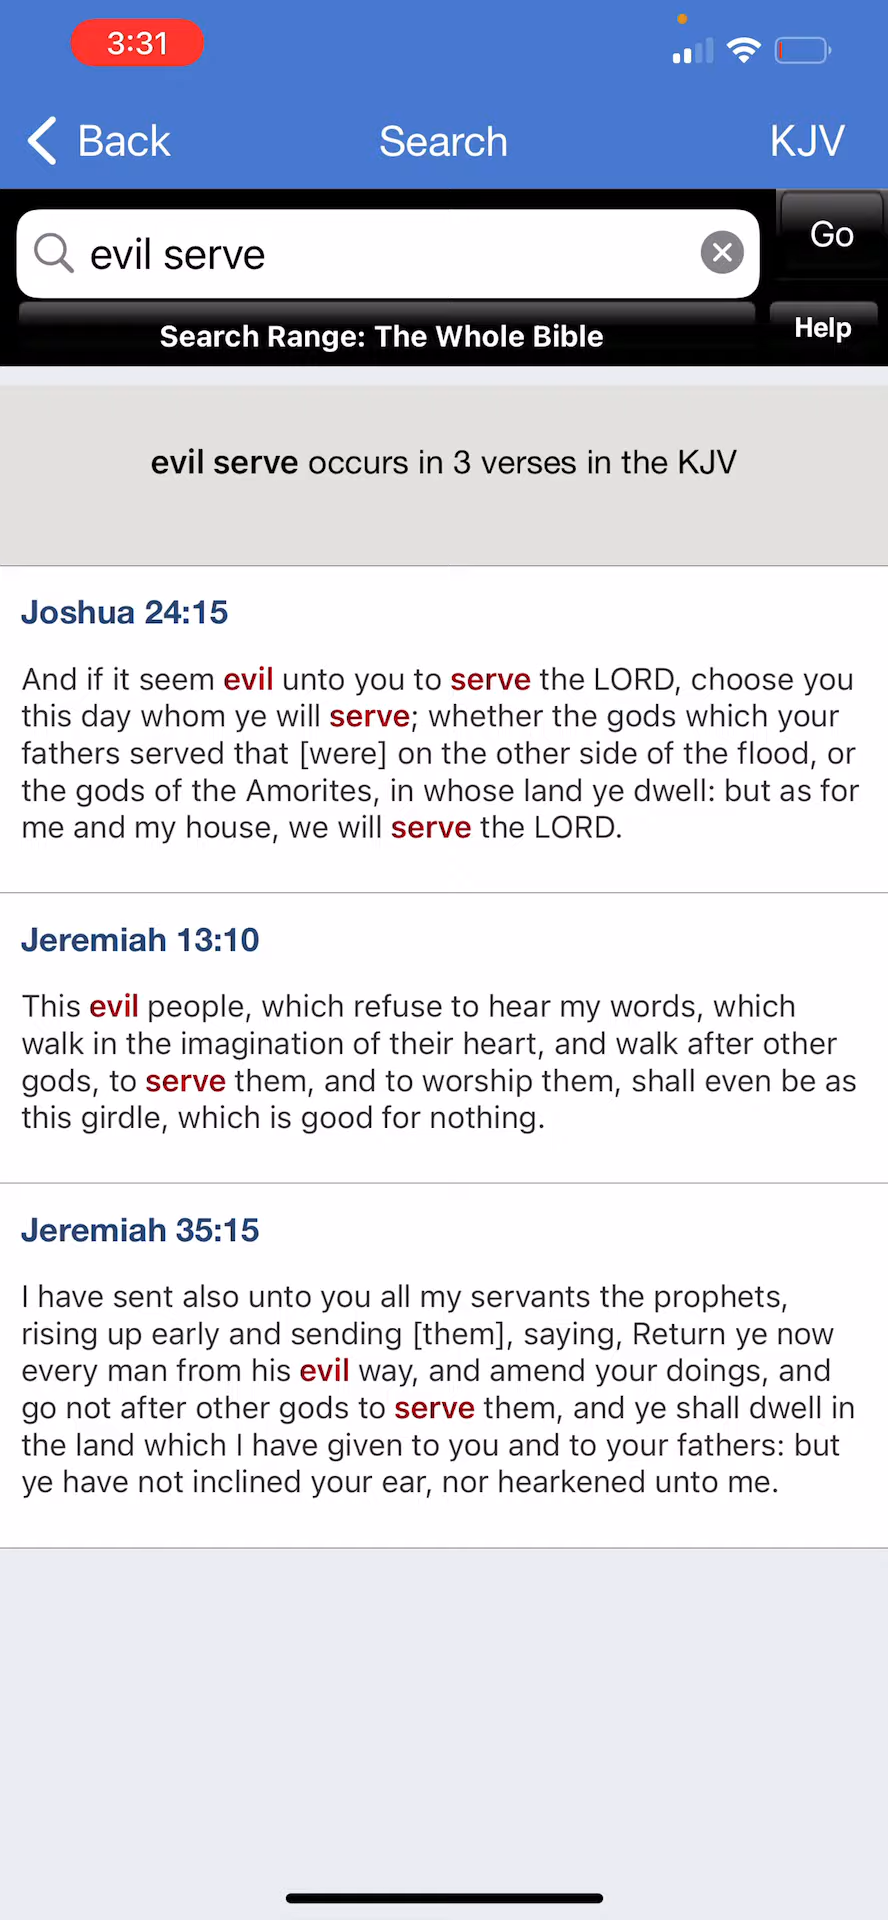 3:31
Back Search KJV
evil serve Go
Search Range: The Whole Bible Help
evil serve occurs in 3 verses in the KJV
Joshua 24:15
And if it seem evil unto you to serve the LORD, choose you
this day whom ye will serve; whether the gods which your
fathers served that [were] on the other side of the flood, or
the gods of the Amorites, in whose land ye dwell: but as for
me and my house, we will serve the LORD.
Jeremiah 13:10
This evil people, which refuse to hear my words, which
walk in the imagination of their heart, and walk after other
gods, to serve them, and to worship them, shall even be as
this girdle, which is good for nothing.
Jeremiah 35:15
I have sent also unto you all my servants the prophets,
rising up early and sending [them], saying, Return ye now
every man from his evil way, and amend your doings, and
go not after other gods to serve them, and ye shall dwell in
the land which I have given to you and to your fathers: but
ye have not inclined your ear, nor hearkened unto me.